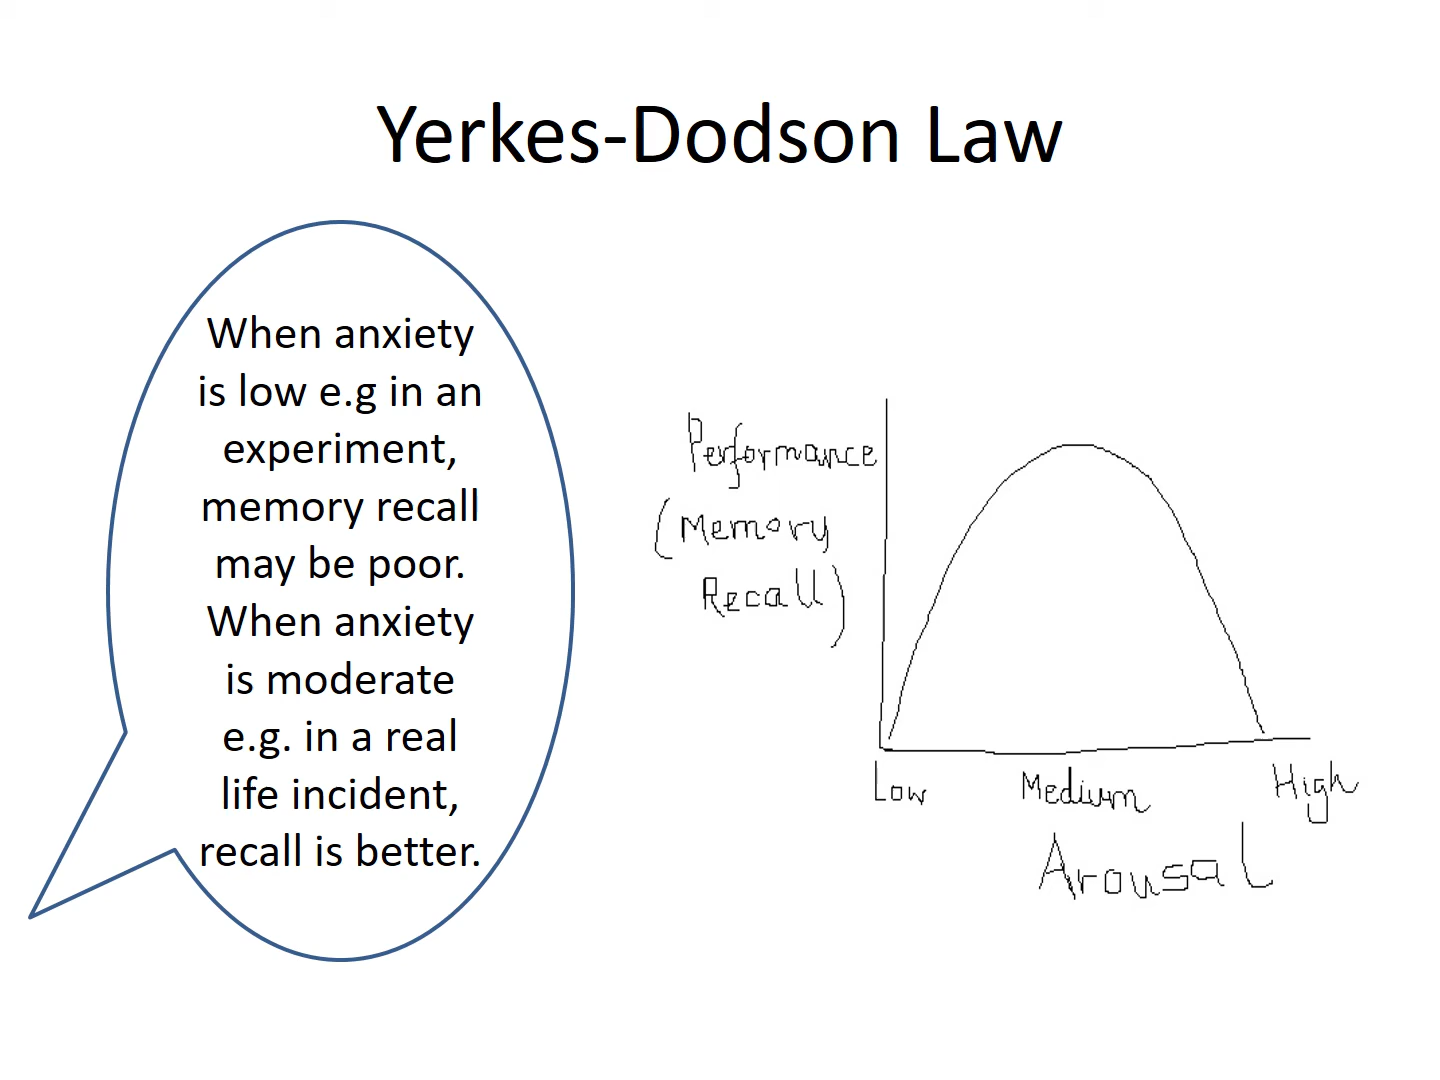 Yerkes-Dodson Law
When anxiety
is low e.g in an
experiment,
memory recall
may be poor.
When anxiety
is moderate
e.g. in a real
life incident,
recall is better.
Performance
(Memory
Recall)
Low Medium High
Arousal